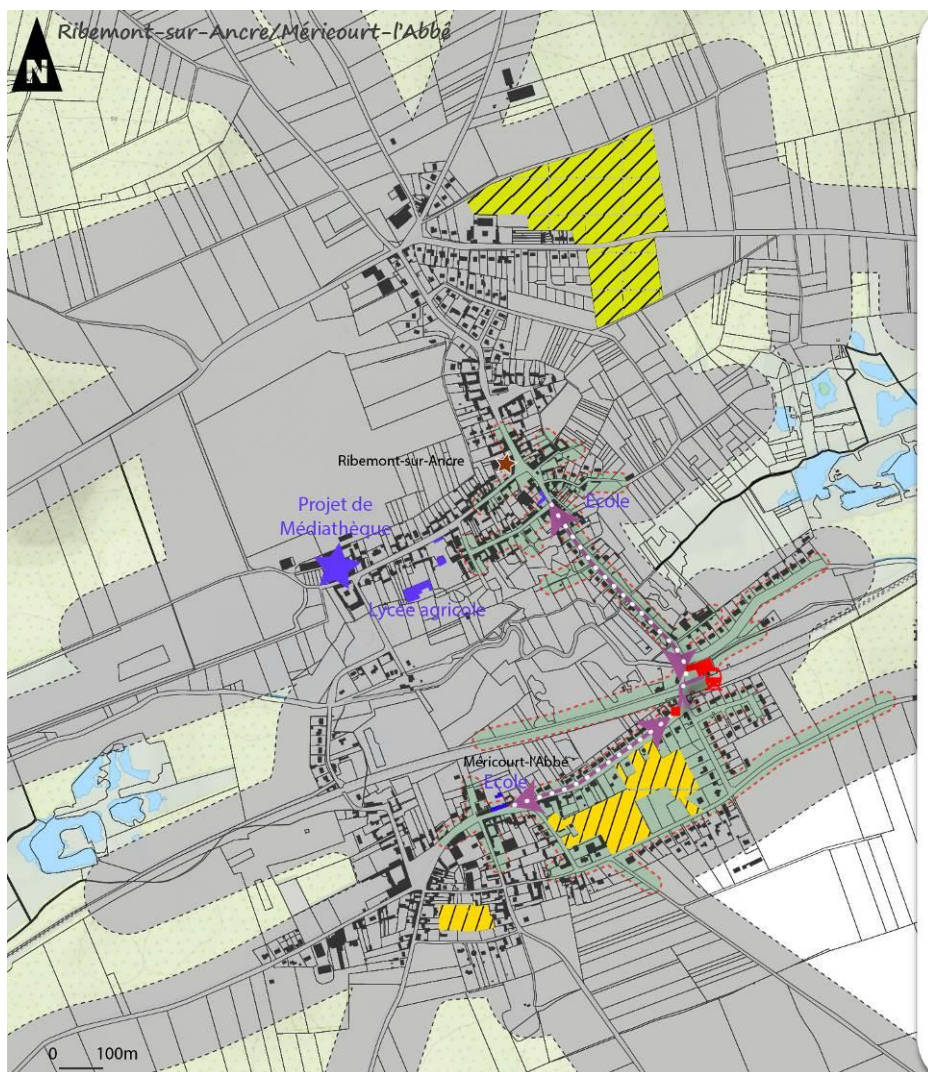 Ribemont-sur-Ancre/Méricourt-l'Abbé
N
Ribemont-sur-Ancre
École
Projet de
Médiathèque
Lycée agricole
Méricourt-l'Abbé
École
0 100m